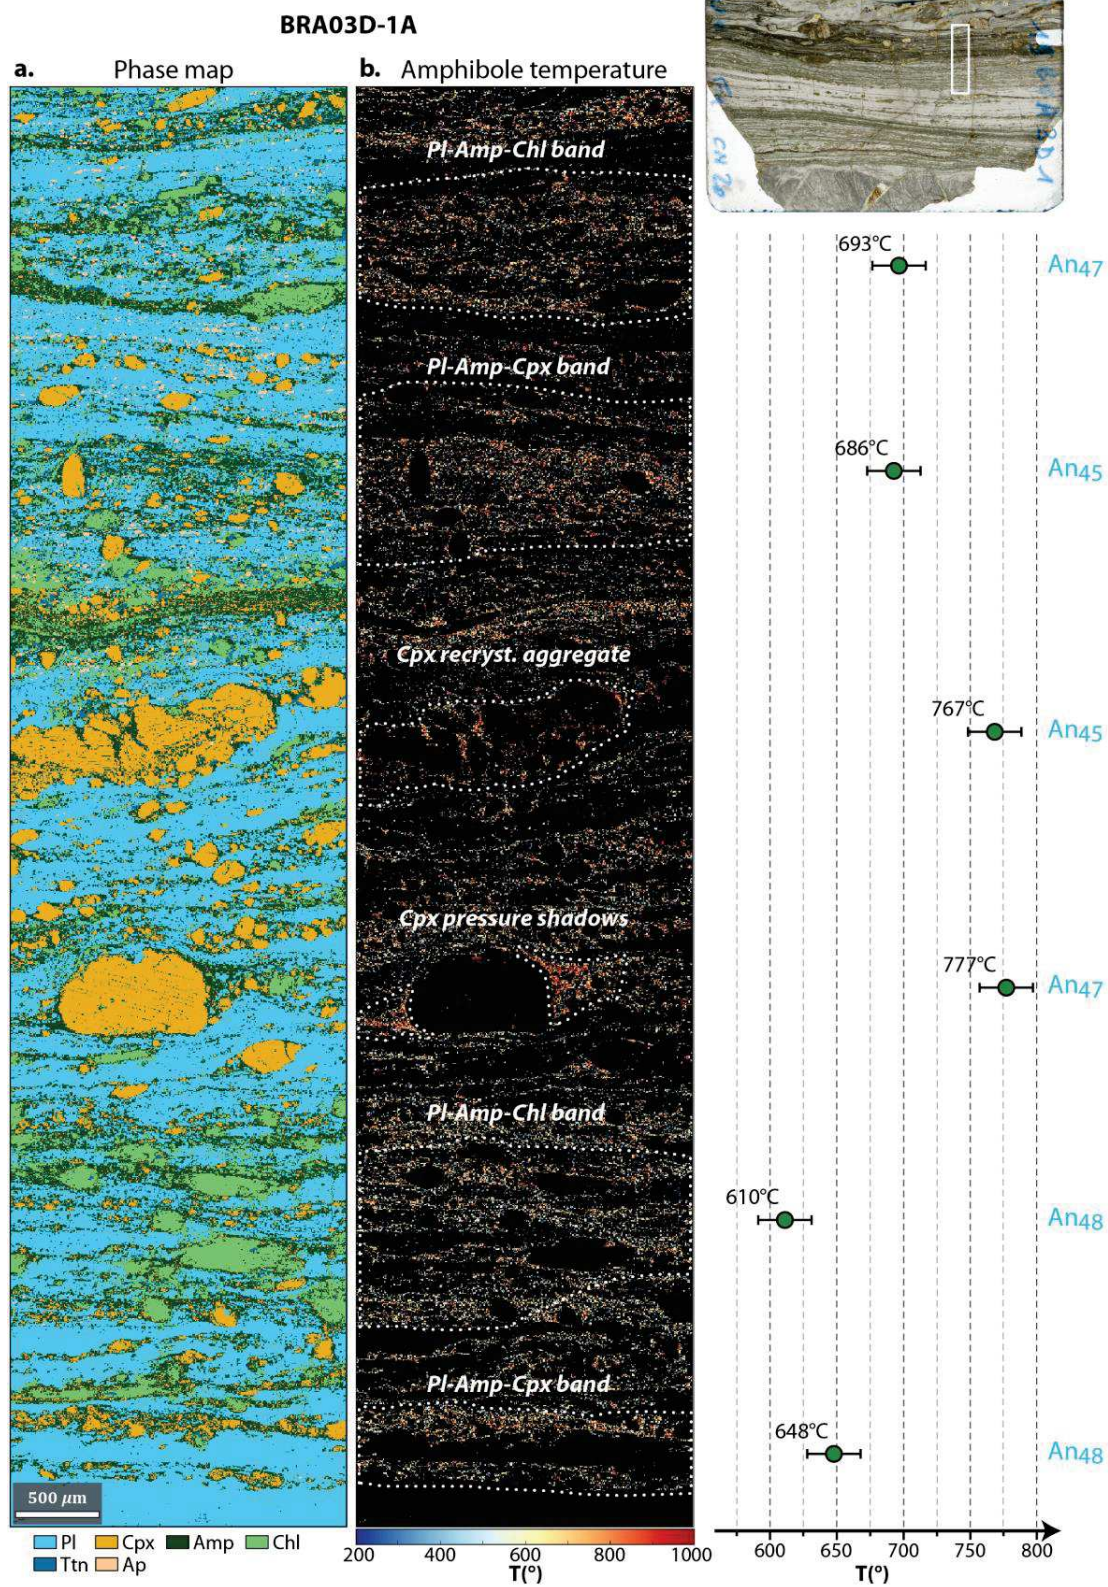 BRA03D-1A
a. Phase map
b. Amphibole temperature
CN 20
Pl-Amp-Chl band
693°C
An47
Pl-Amp-Cpx band
686°C
An45
Cpx recryst. aggregate
767°C
An45
Cpx pressure shadows
777°C
An47
Pl-Amp-Chl band
610°C
An48
Pl-Amp-Cpx band
648°C
An48
500 µm
Pl Cpx Amp Chl
Ttn Ap
200 400 600 800 1000
T(°)
600 650 700 750 800
T(°)